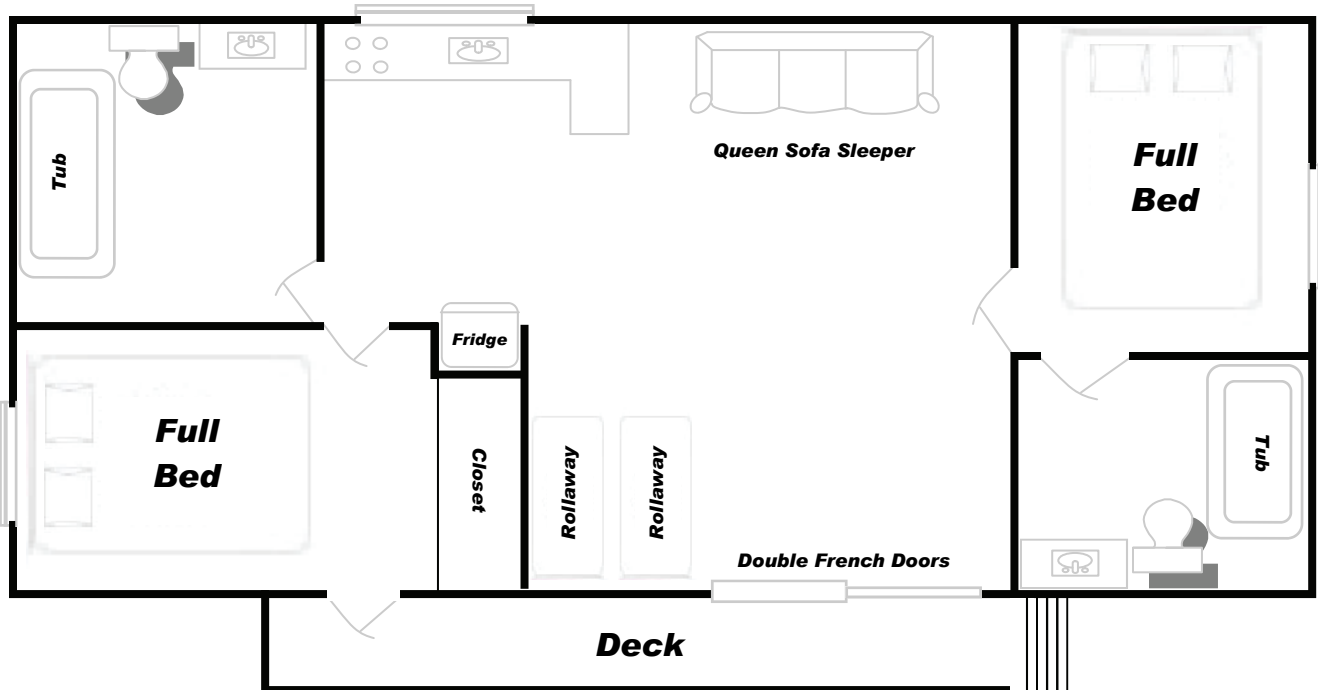 Tub
Queen Sofa Sleeper
Full
Bed
Fridge
Full
Bed
Closet
Rollaway
Rollaway
Tub
Double French Doors
Deck